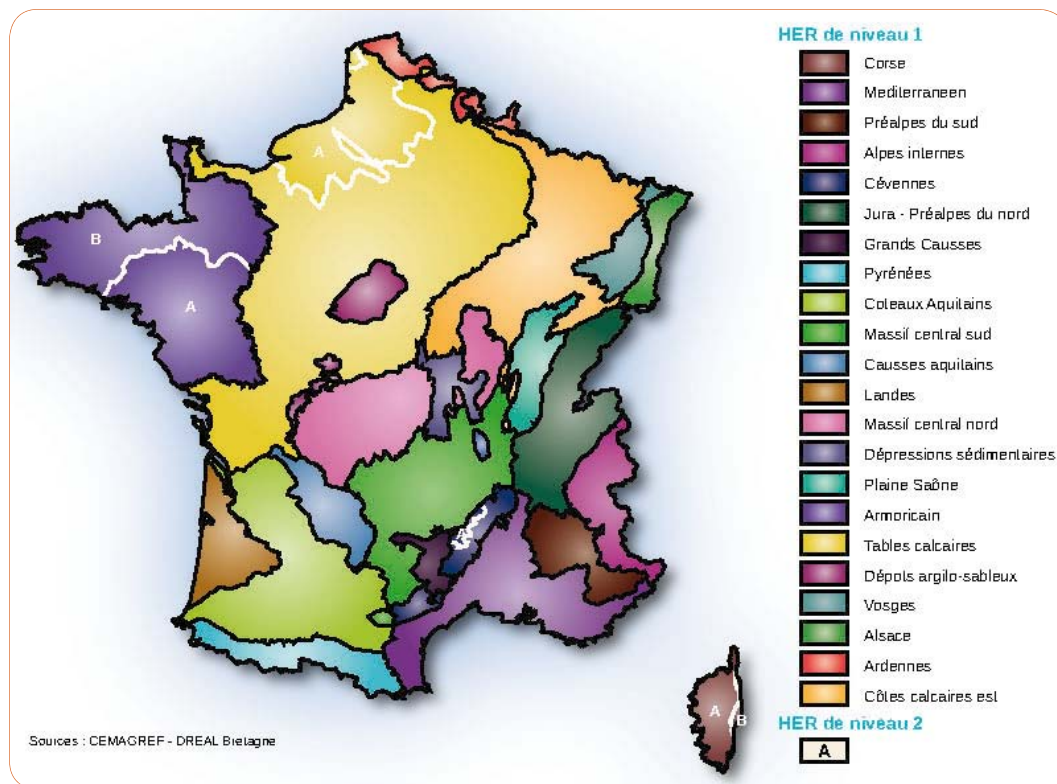 HER de niveau 1
Corse
Mediterraneen
Préalpes du sud
Alpes internes
Cévennes
Jura - Préalpes du nord
Grands Causses
Pyrénées
Coteaux Aquitains
Massif central sud
Causses aquitains
Landes
Massif central nord
Dépressions sédimentaires
Plaine Saône
Armoricain
Tables calcaires
Dépots argilo-sableux
Vosges
Alsace
Ardennes
Côtes calcaires est
HER de niveau 2
A
A
B
A
A
B
Sources : CEMAGREF - DREAL Bretagne